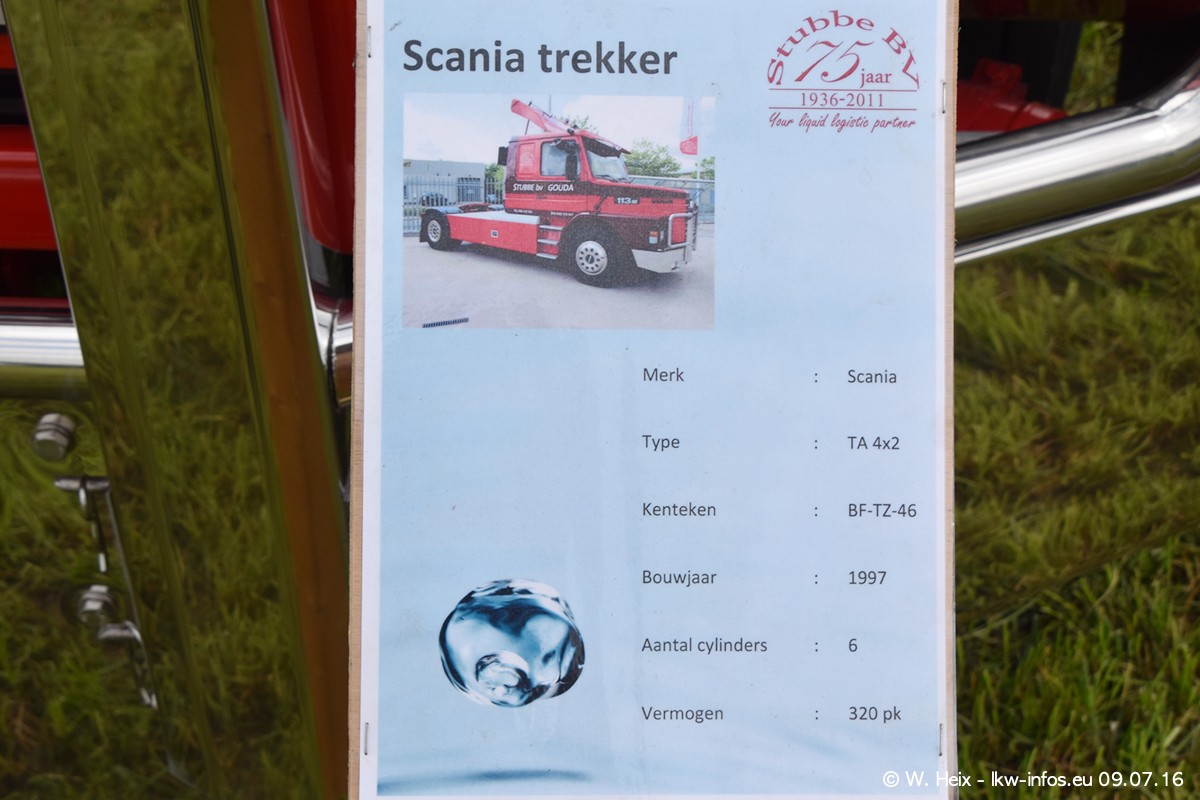 Scania trekker
Stubbe BV
75 jaar
1936-2011
Your liquid logistic partner
STUBBE bv GOUDA
113
Merk : Scania
Type : TA 4x2
Kenteken : BF-TZ-46
Bouwjaar : 1997
Aantal cylinders : 6
Vermogen : 320 pk
© W. Heix - lkw-infos.eu 09.07.16